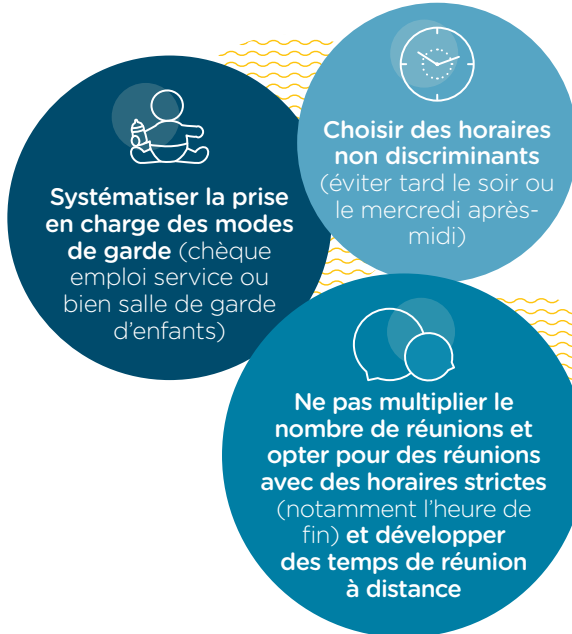 Systématiser la prise
en charge des modes
de garde (chèque
emploi service ou
bien salle de garde
d'enfants)
Choisir des horaires
non discriminants
(éviter tard le soir ou
le mercredi après-
midi)
Ne pas multiplier le
nombre de réunions et
opter pour des réunions
avec des horaires strictes
(notamment l'heure de
fin) et développer
des temps de réunion
à distance